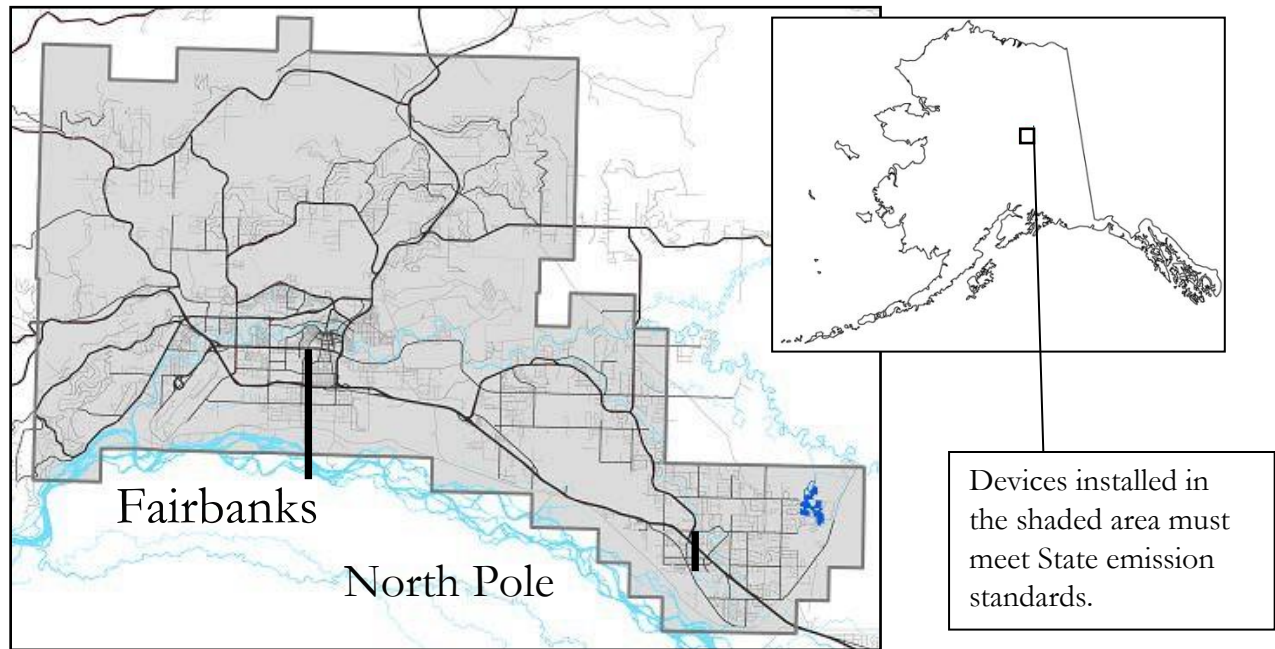 Fairbanks
North Pole
Devices installed in
the shaded area must
meet State emission
standards.